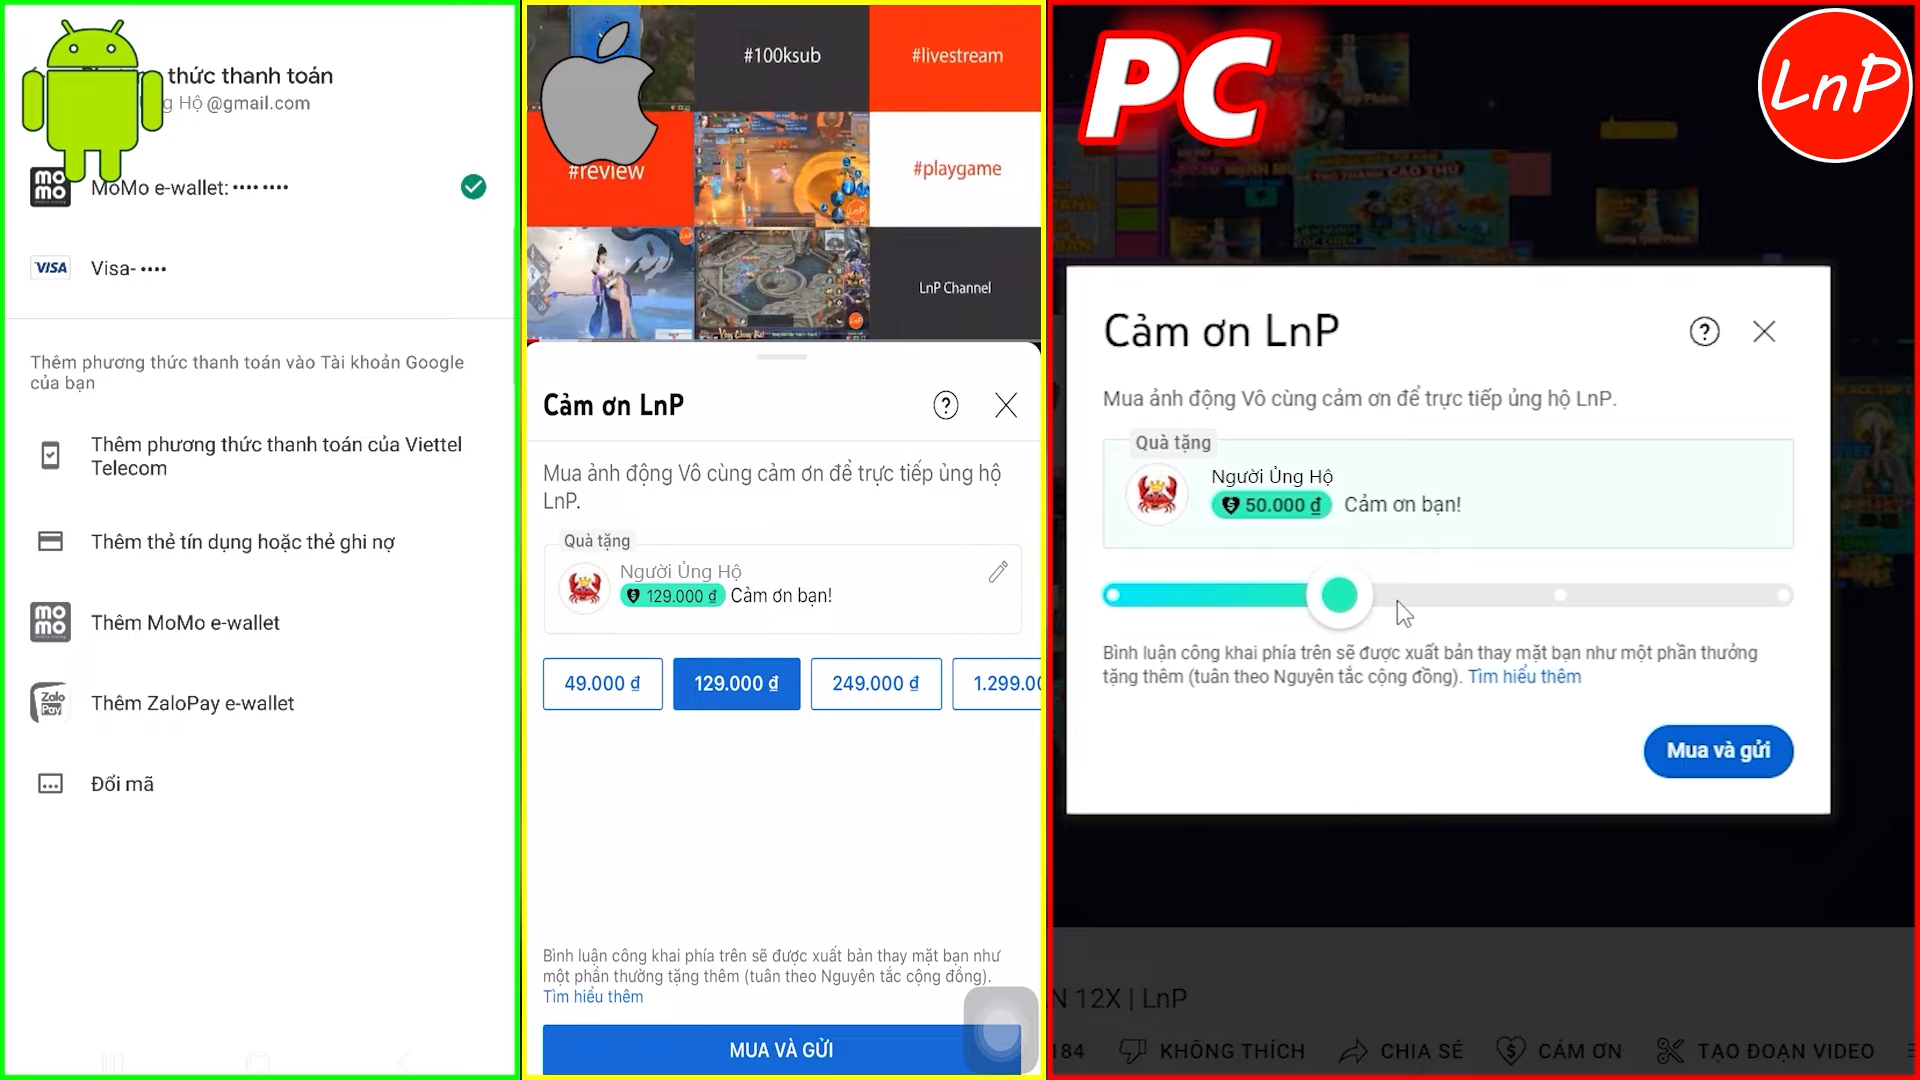 thức thanh toán
g Hộ @gmail.com
MoMo e-wallet: •••• ••••
VISA
Visa- ••••
Thêm phương thức thanh toán vào Tài khoản Google
của bạn
Thêm phương thức thanh toán của Viettel
Telecom
Thêm thẻ tín dụng hoặc thẻ ghi nợ
mo
mo
Thêm MoMo e-wallet
Zalo
Pay
Thêm ZaloPay e-wallet
Đổi mã
#100ksub
#livestream
#review
#playgame
LnP Channel
Cảm ơn LnP
Mua ảnh động Vô cùng cảm ơn để trực tiếp ủng hộ
LnP.
Quà tặng
Người Ủng Hộ
129.000 ₫ Cảm ơn bạn!
49.000 ₫
129.000 ₫
249.000 ₫
1.299.00
Bình luận công khai phía trên sẽ được xuất bản thay mặt bạn như
một phần thưởng tặng thêm (tuân theo Nguyên tắc cộng đồng).
Tìm hiểu thêm
MUA VÀ GỬI
PC
LnP
Cảm ơn LnP
Mua ảnh động Vô cùng cảm ơn để trực tiếp ủng hộ LnP.
Quà tặng
Người Ủng Hộ
50.000 ₫ Cảm ơn bạn!
Bình luận công khai phía trên sẽ được xuất bản thay mặt bạn như một phần thưởng
tặng thêm (tuân theo Nguyên tắc cộng đồng). Tìm hiểu thêm
Mua và gửi
N 12X | LnP
184
KHÔNG THÍCH
CHIA SẺ
CẢM ƠN
TẠO ĐOẠN VIDEO